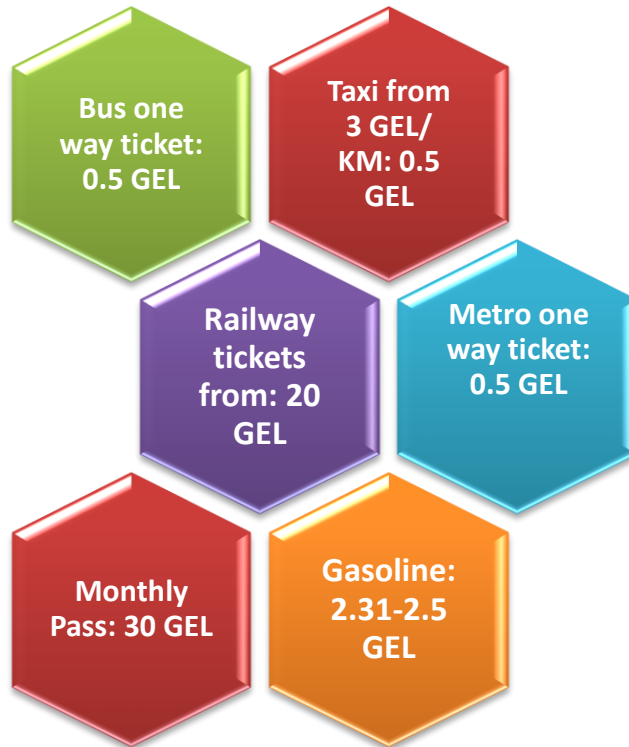 Bus one
way ticket:
0.5 GEL
Taxi from
3 GEL/
KM: 0.5
GEL
Railway
tickets
from: 20
GEL
Metro one
way ticket:
0.5 GEL
Monthly
Pass: 30 GEL
Gasoline:
2.31-2.5
GEL